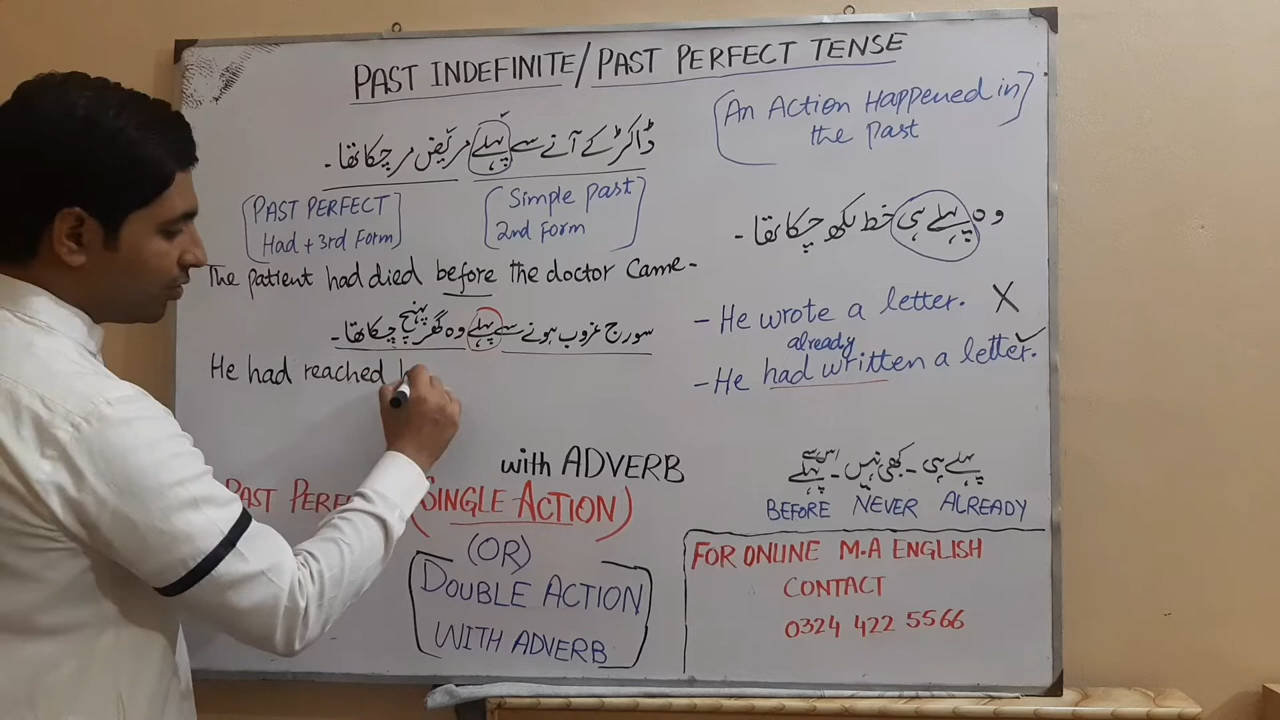 PAST INDEFINITE/PAST PERFECT TENSE
ڈاکٹر کے آنے سے پہلے مریض مر چکا تھا۔
[PAST PERFECT
Had + 3rd Form]
[Simple past
2nd Form]
The patient had died before the doctor came-
سورج غروب ہونے سے پہلے وہ گھر پہنچ چکا تھا۔
He had reached
with ADVERB
PAST (SINGLE ACTION)
(OR)
[DOUBLE ACTION
WITH ADVERB]
[An Action Happened in
the past]
وہ پہلے ہی خط لکھ چکا تھا۔
- He wrote a letter. X
already
- He had written a letter. ✓
پہلے ہی - کبھی نہیں - اس سے پہلے
BEFORE NEVER ALREADY
FOR ONLINE M.A ENGLISH
CONTACT
0324 422 5566